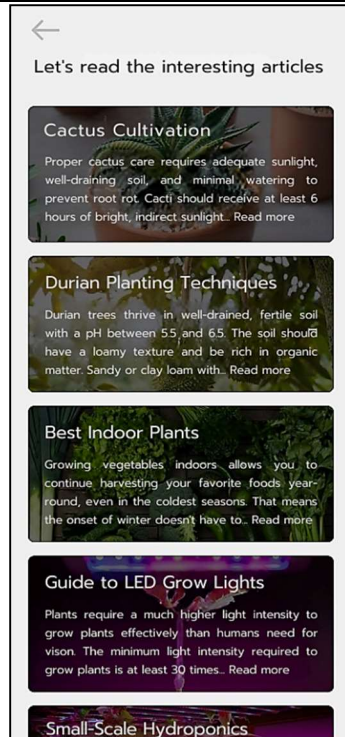 Let's read the interesting articles
Cactus Cultivation
Proper cactus care requires adequate sunlight,
well-draining soil, and minimal watering to
prevent root rot. Cacti should receive at least 6
hours of bright, indirect sunlight... Read more
Durian Planting Techniques
Durian trees thrive in well-drained, fertile soil
with a pH between 5.5 and 6.5. The soil should
have a loamy texture and be rich in organic
matter. Sandy or clay loam with... Read more
Best Indoor Plants
Growing vegetables indoors allows you to
continue harvesting your favorite foods year-
round, even in the coldest seasons. That means
the onset of winter doesn't have to... Read more
Guide to LED Grow Lights
Plants require a much higher light intensity to
grow plants effectively than humans need for
vison. The minimum light intensity required to
grow plants is at least 30 times... Read more
Small-Scale Hydroponics